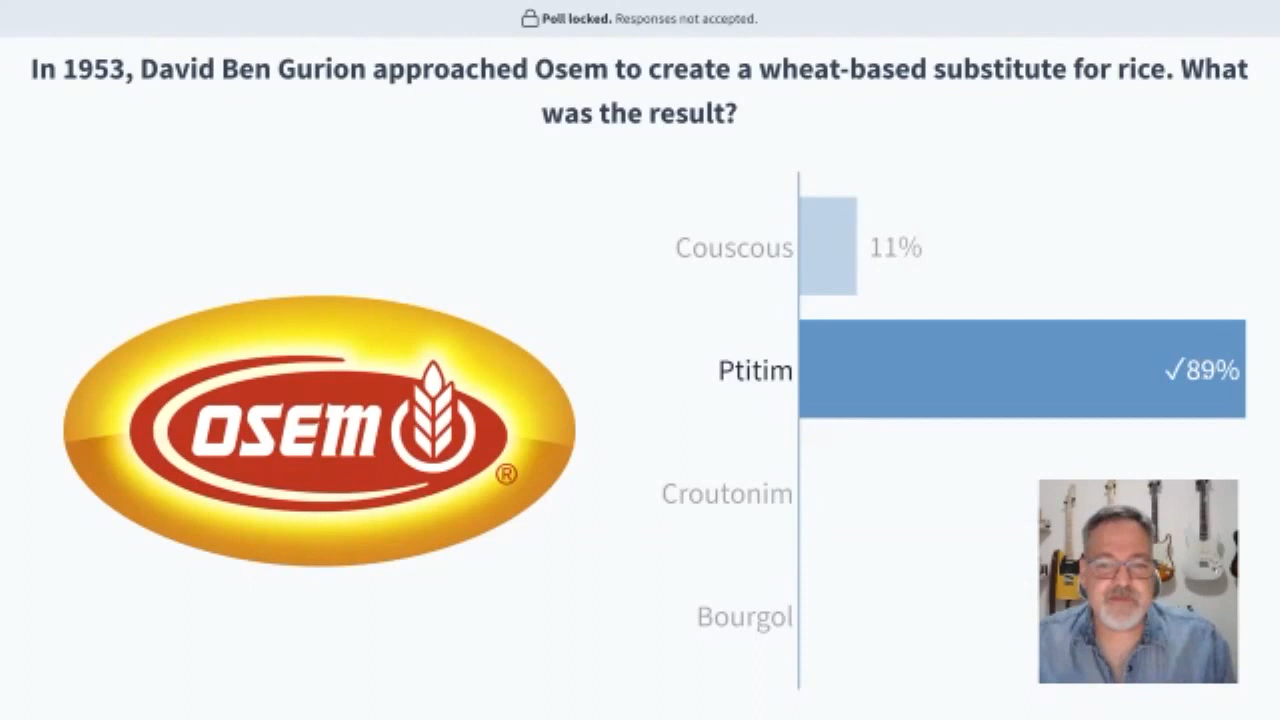 Poll locked. Responses not accepted.
In 1953, David Ben Gurion approached Osem to create a wheat-based substitute for rice. What
was the result?
Couscous 11%
OSEM ®
Ptitim ✓89%
Croutonim
Bourgol